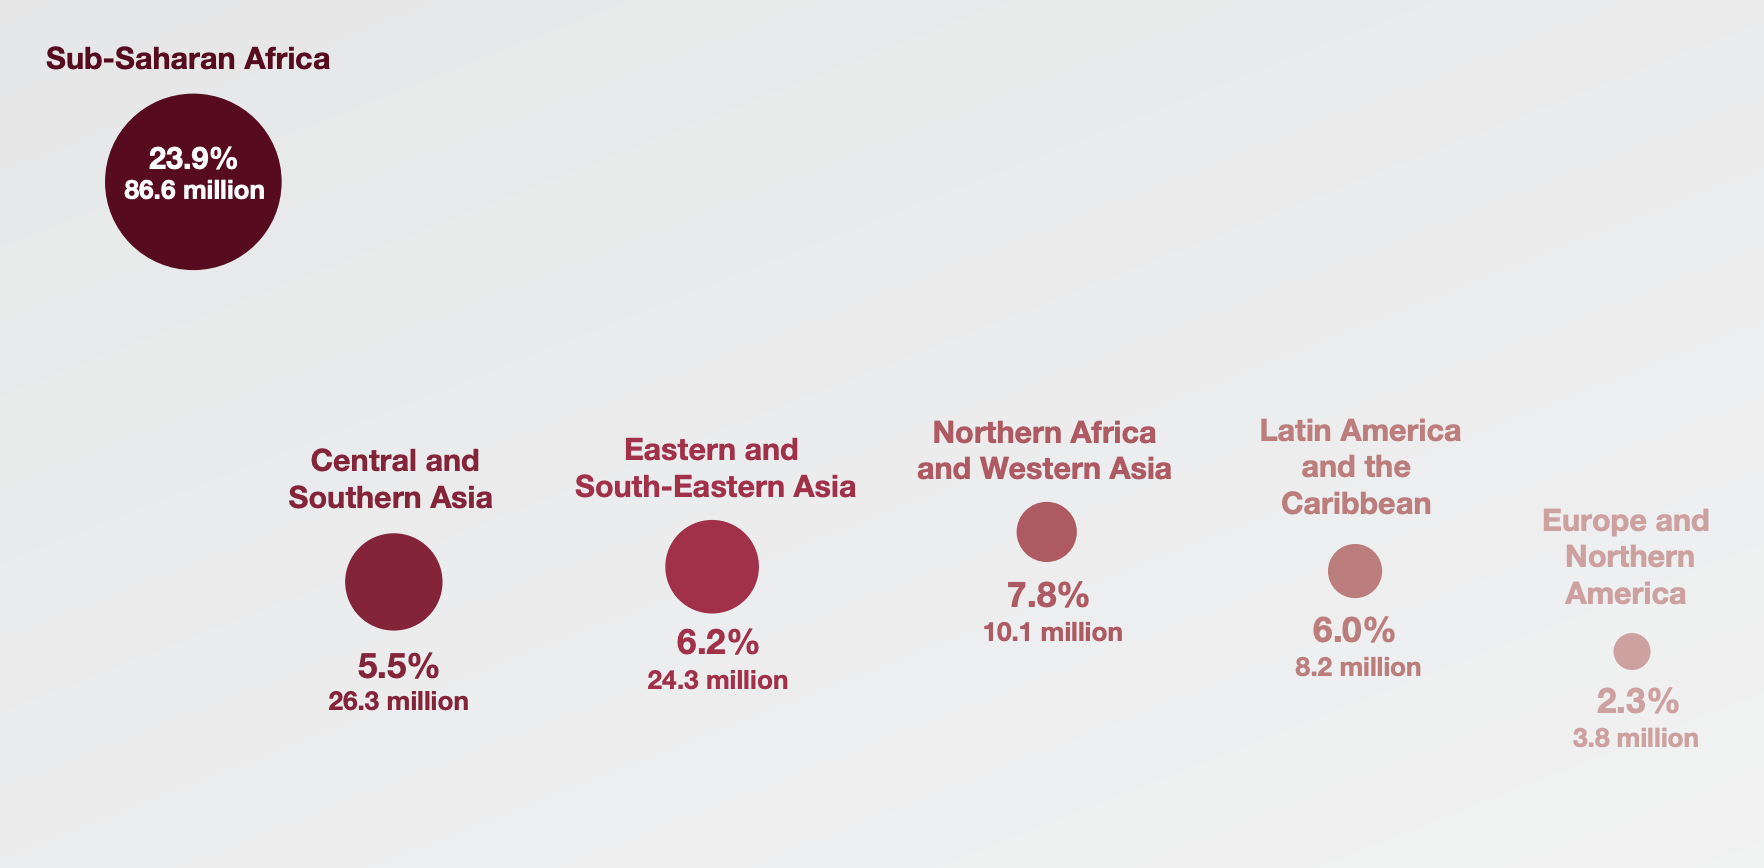 Sub-Saharan Africa
23.9%
86.6 million
Central and
Southern Asia
5.5%
26.3 million
Eastern and
South-Eastern Asia
6.2%
24.3 million
Northern Africa
and Western Asia
7.8%
10.1 million
Latin America
and the
Caribbean
6.0%
8.2 million
Europe and
Northern
America
2.3%
3.8 million